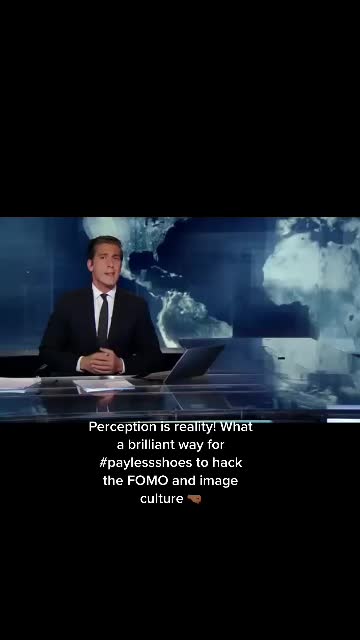 Perception is reality! What
a brilliant way for
#paylessshoes to hack
the FOMO and image
culture 🤜🏾